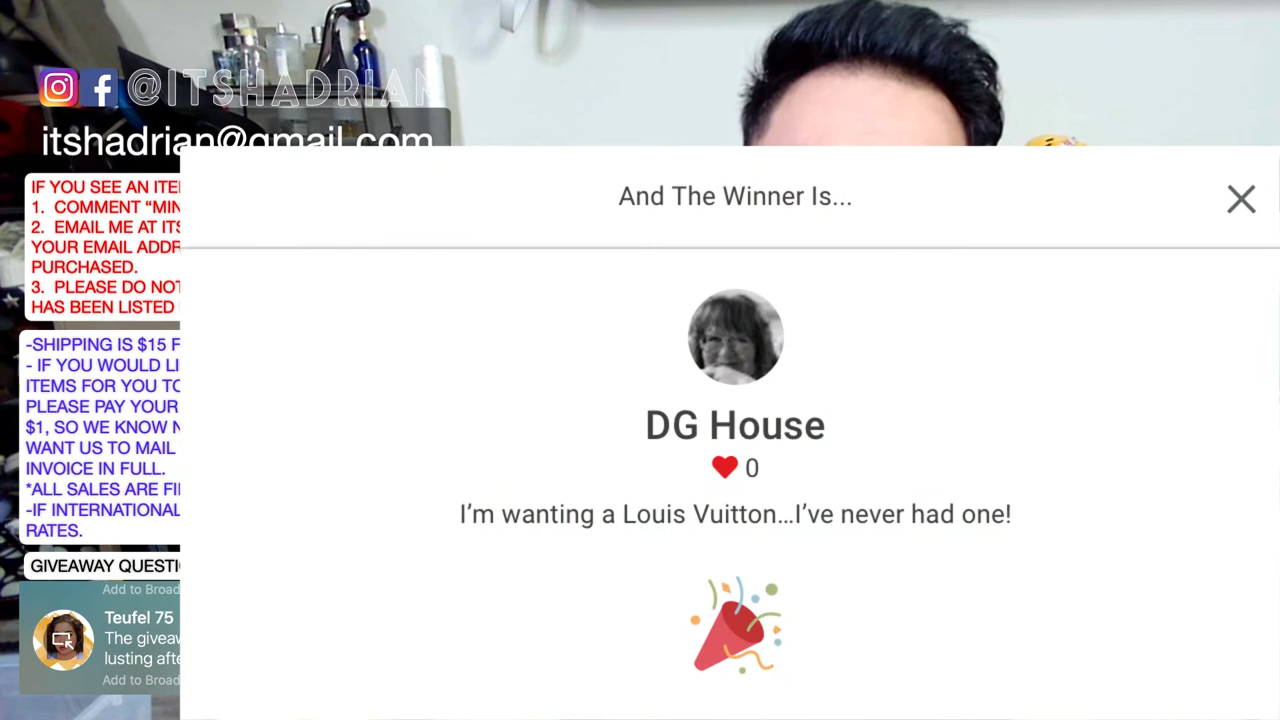 @ITSHADRIAN
itshadrian@gmail.com
IF YOU SEE AN ITE
1. COMMENT “MIN
2. EMAIL ME AT ITS
YOUR EMAIL ADDR
PURCHASED.
3. PLEASE DO NOT
HAS BEEN LISTED
-SHIPPING IS $15 F
- IF YOU WOULD LI
ITEMS FOR YOU TO
PLEASE PAY YOUR
$1, SO WE KNOW N
WANT US TO MAIL
INVOICE IN FULL.
*ALL SALES ARE FI
-IF INTERNATIONAL
RATES.
GIVEAWAY QUESTI
Add to Broad
Teufel 75
The giveaw
lusting afte
Add to Broad
And The Winner Is...
DG House
0
I’m wanting a Louis Vuitton...I’ve never had one!